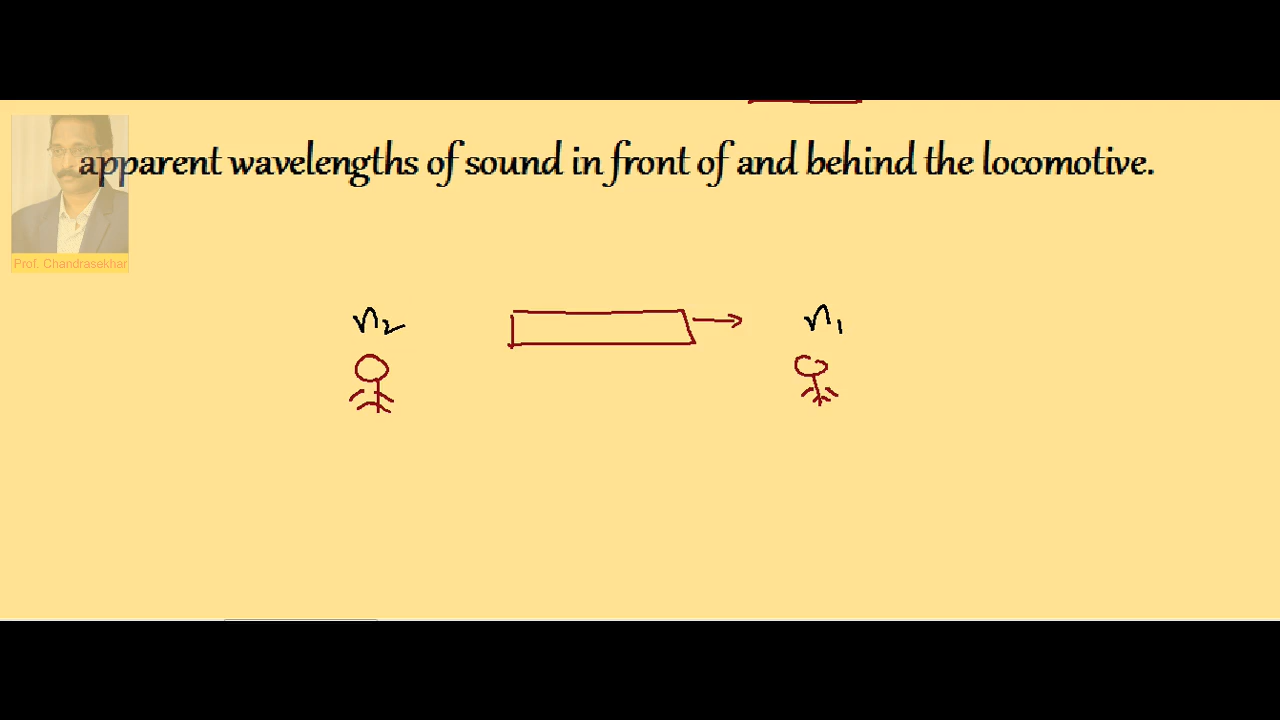 apparent wavelengths of sound in front of and behind the locomotive.
Prof. Chandrasekhar
n₂ n₁